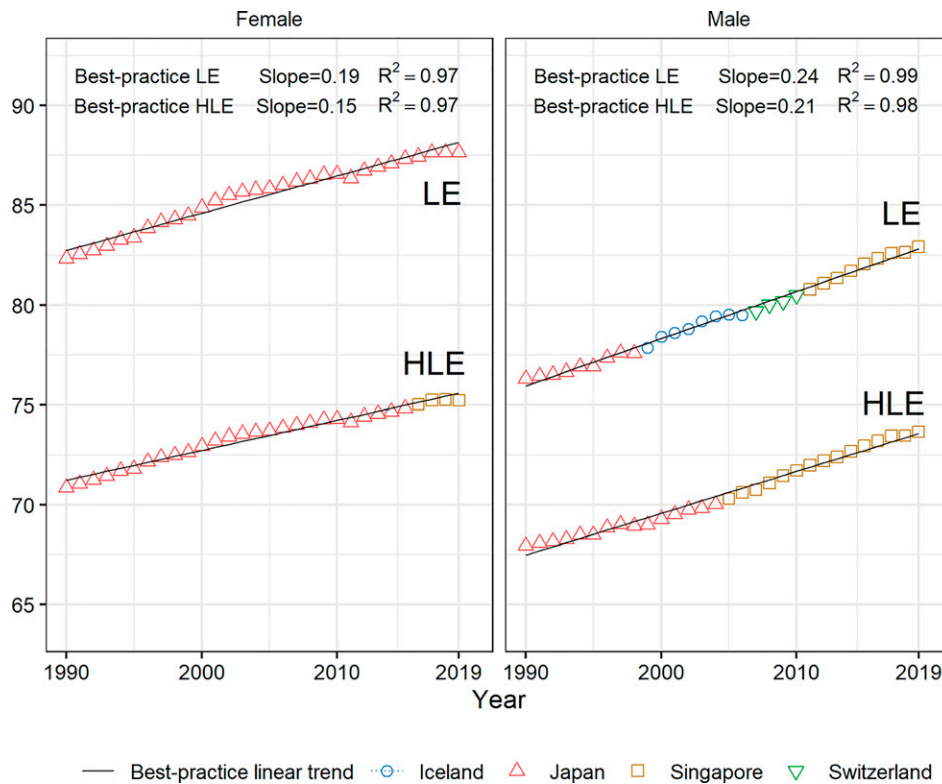 Female
Male
Best-practice LE Slope=0.19 R² = 0.97
Best-practice HLE Slope=0.15 R² = 0.97
Best-practice LE Slope=0.24 R² = 0.99
Best-practice HLE Slope=0.21 R² = 0.98
90
85
80
75
70
65
LE
HLE
LE
HLE
1990 2000 2010 2019
1990 2000 2010 2019
Year
Best-practice linear trend Iceland Japan Singapore Switzerland